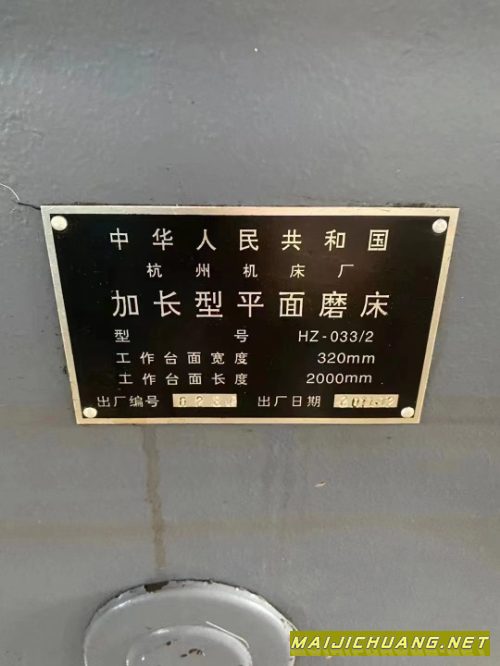 中华人民共和国
杭州机床厂
加长型平面磨床
型号 HZ-033/2
工作台面宽度 320mm
工作台面长度 2000mm
出厂编号 出厂日期
MAIJICHUANG.NET